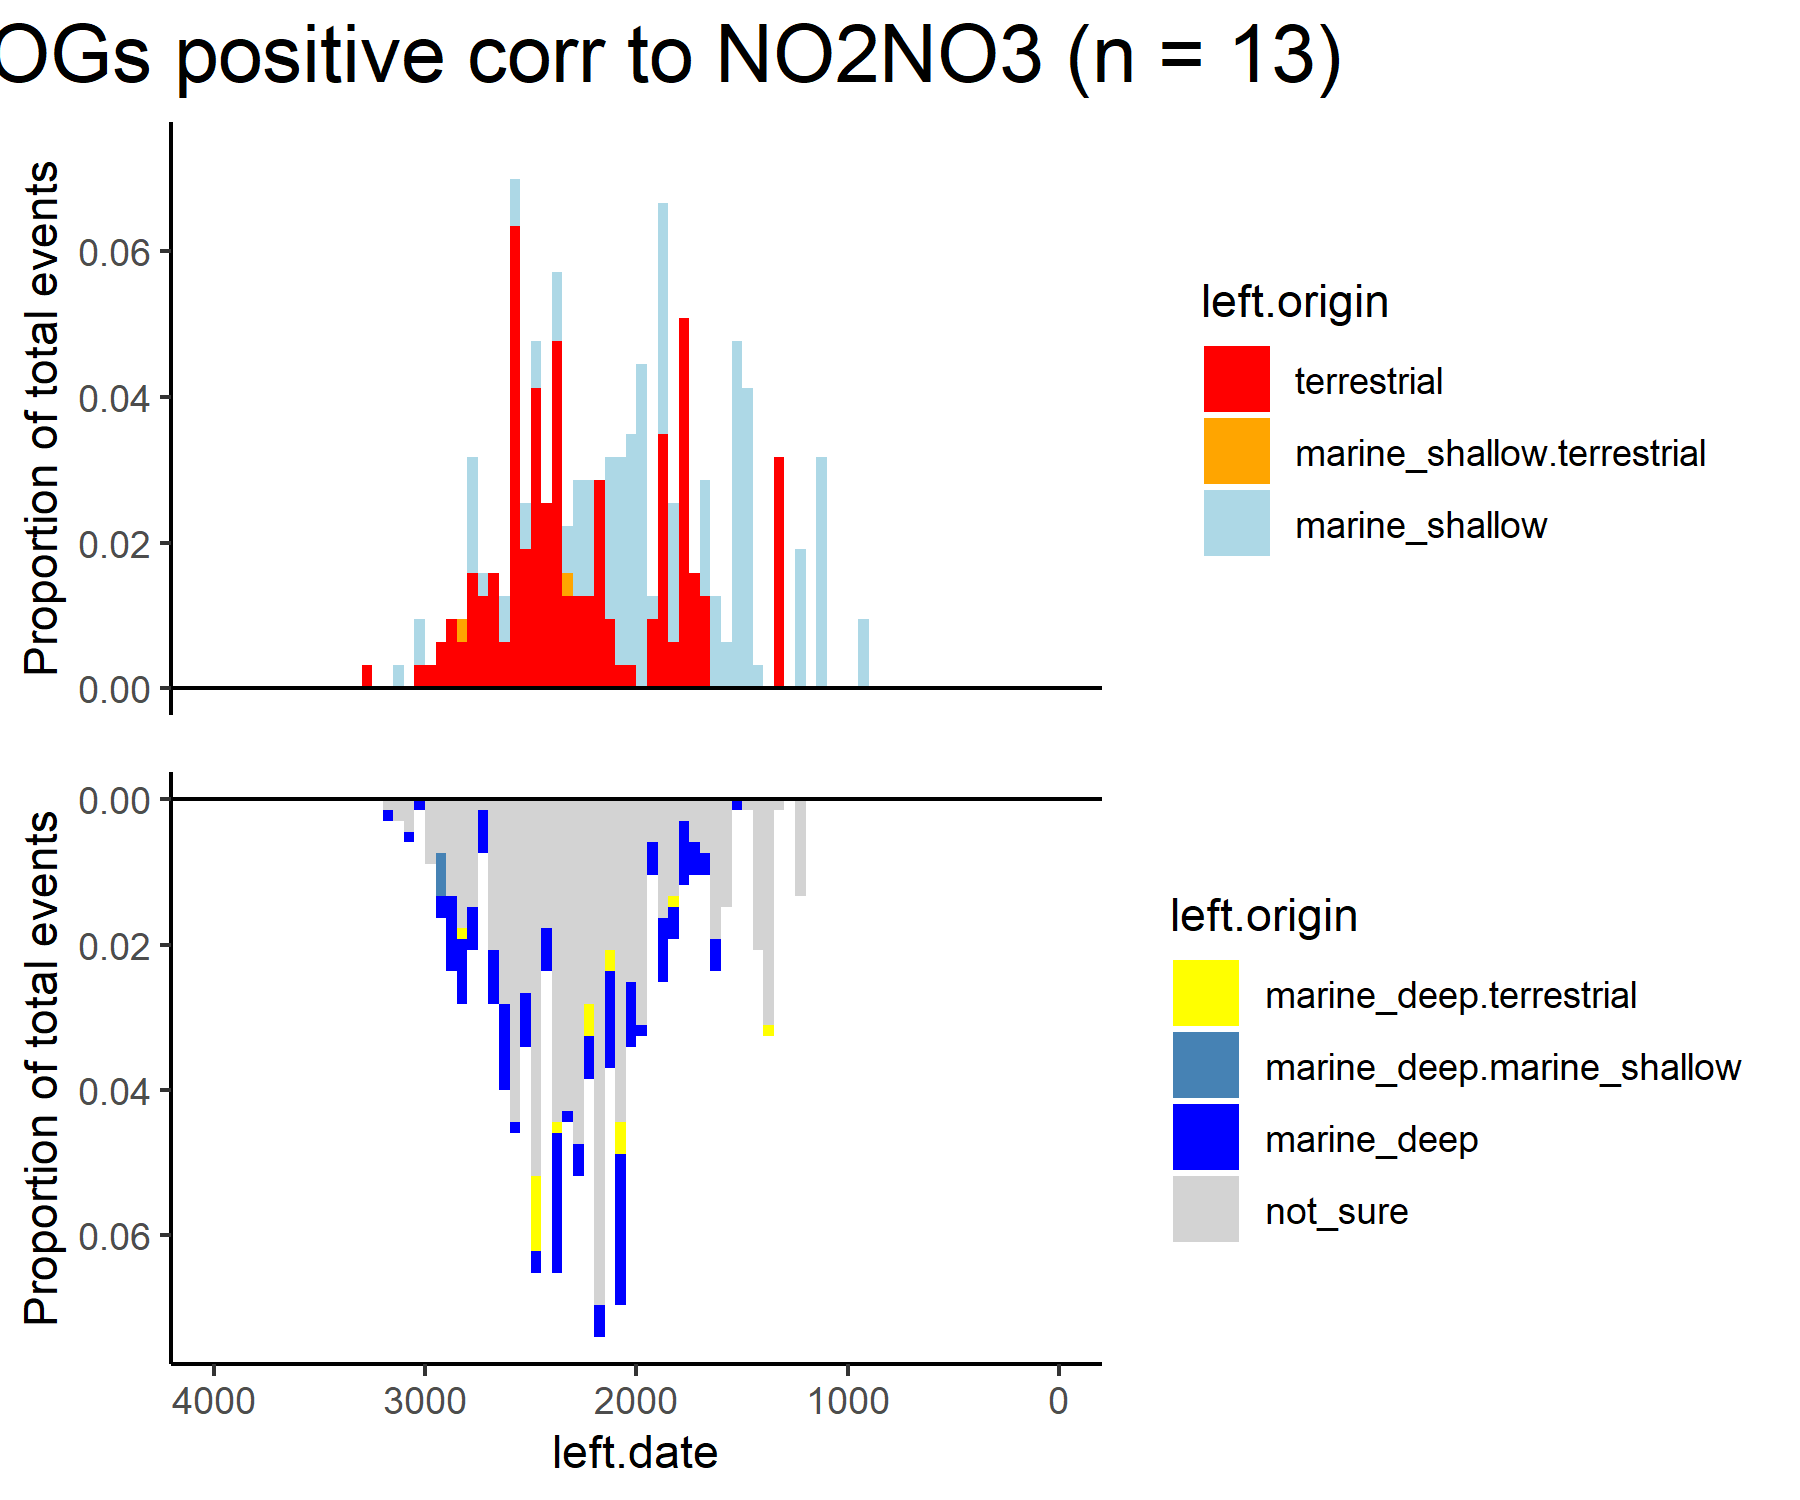 OGs positive corr to NO2NO3 (n = 13)
Proportion of total events
0.06
0.04
0.02
0.00
left.origin
terrestrial
marine_shallow.terrestrial
marine_shallow
Proportion of total events
0.00
0.02
0.04
0.06
4000 3000 2000 1000 0
left.date
left.origin
marine_deep.terrestrial
marine_deep.marine_shallow
marine_deep
not_sure